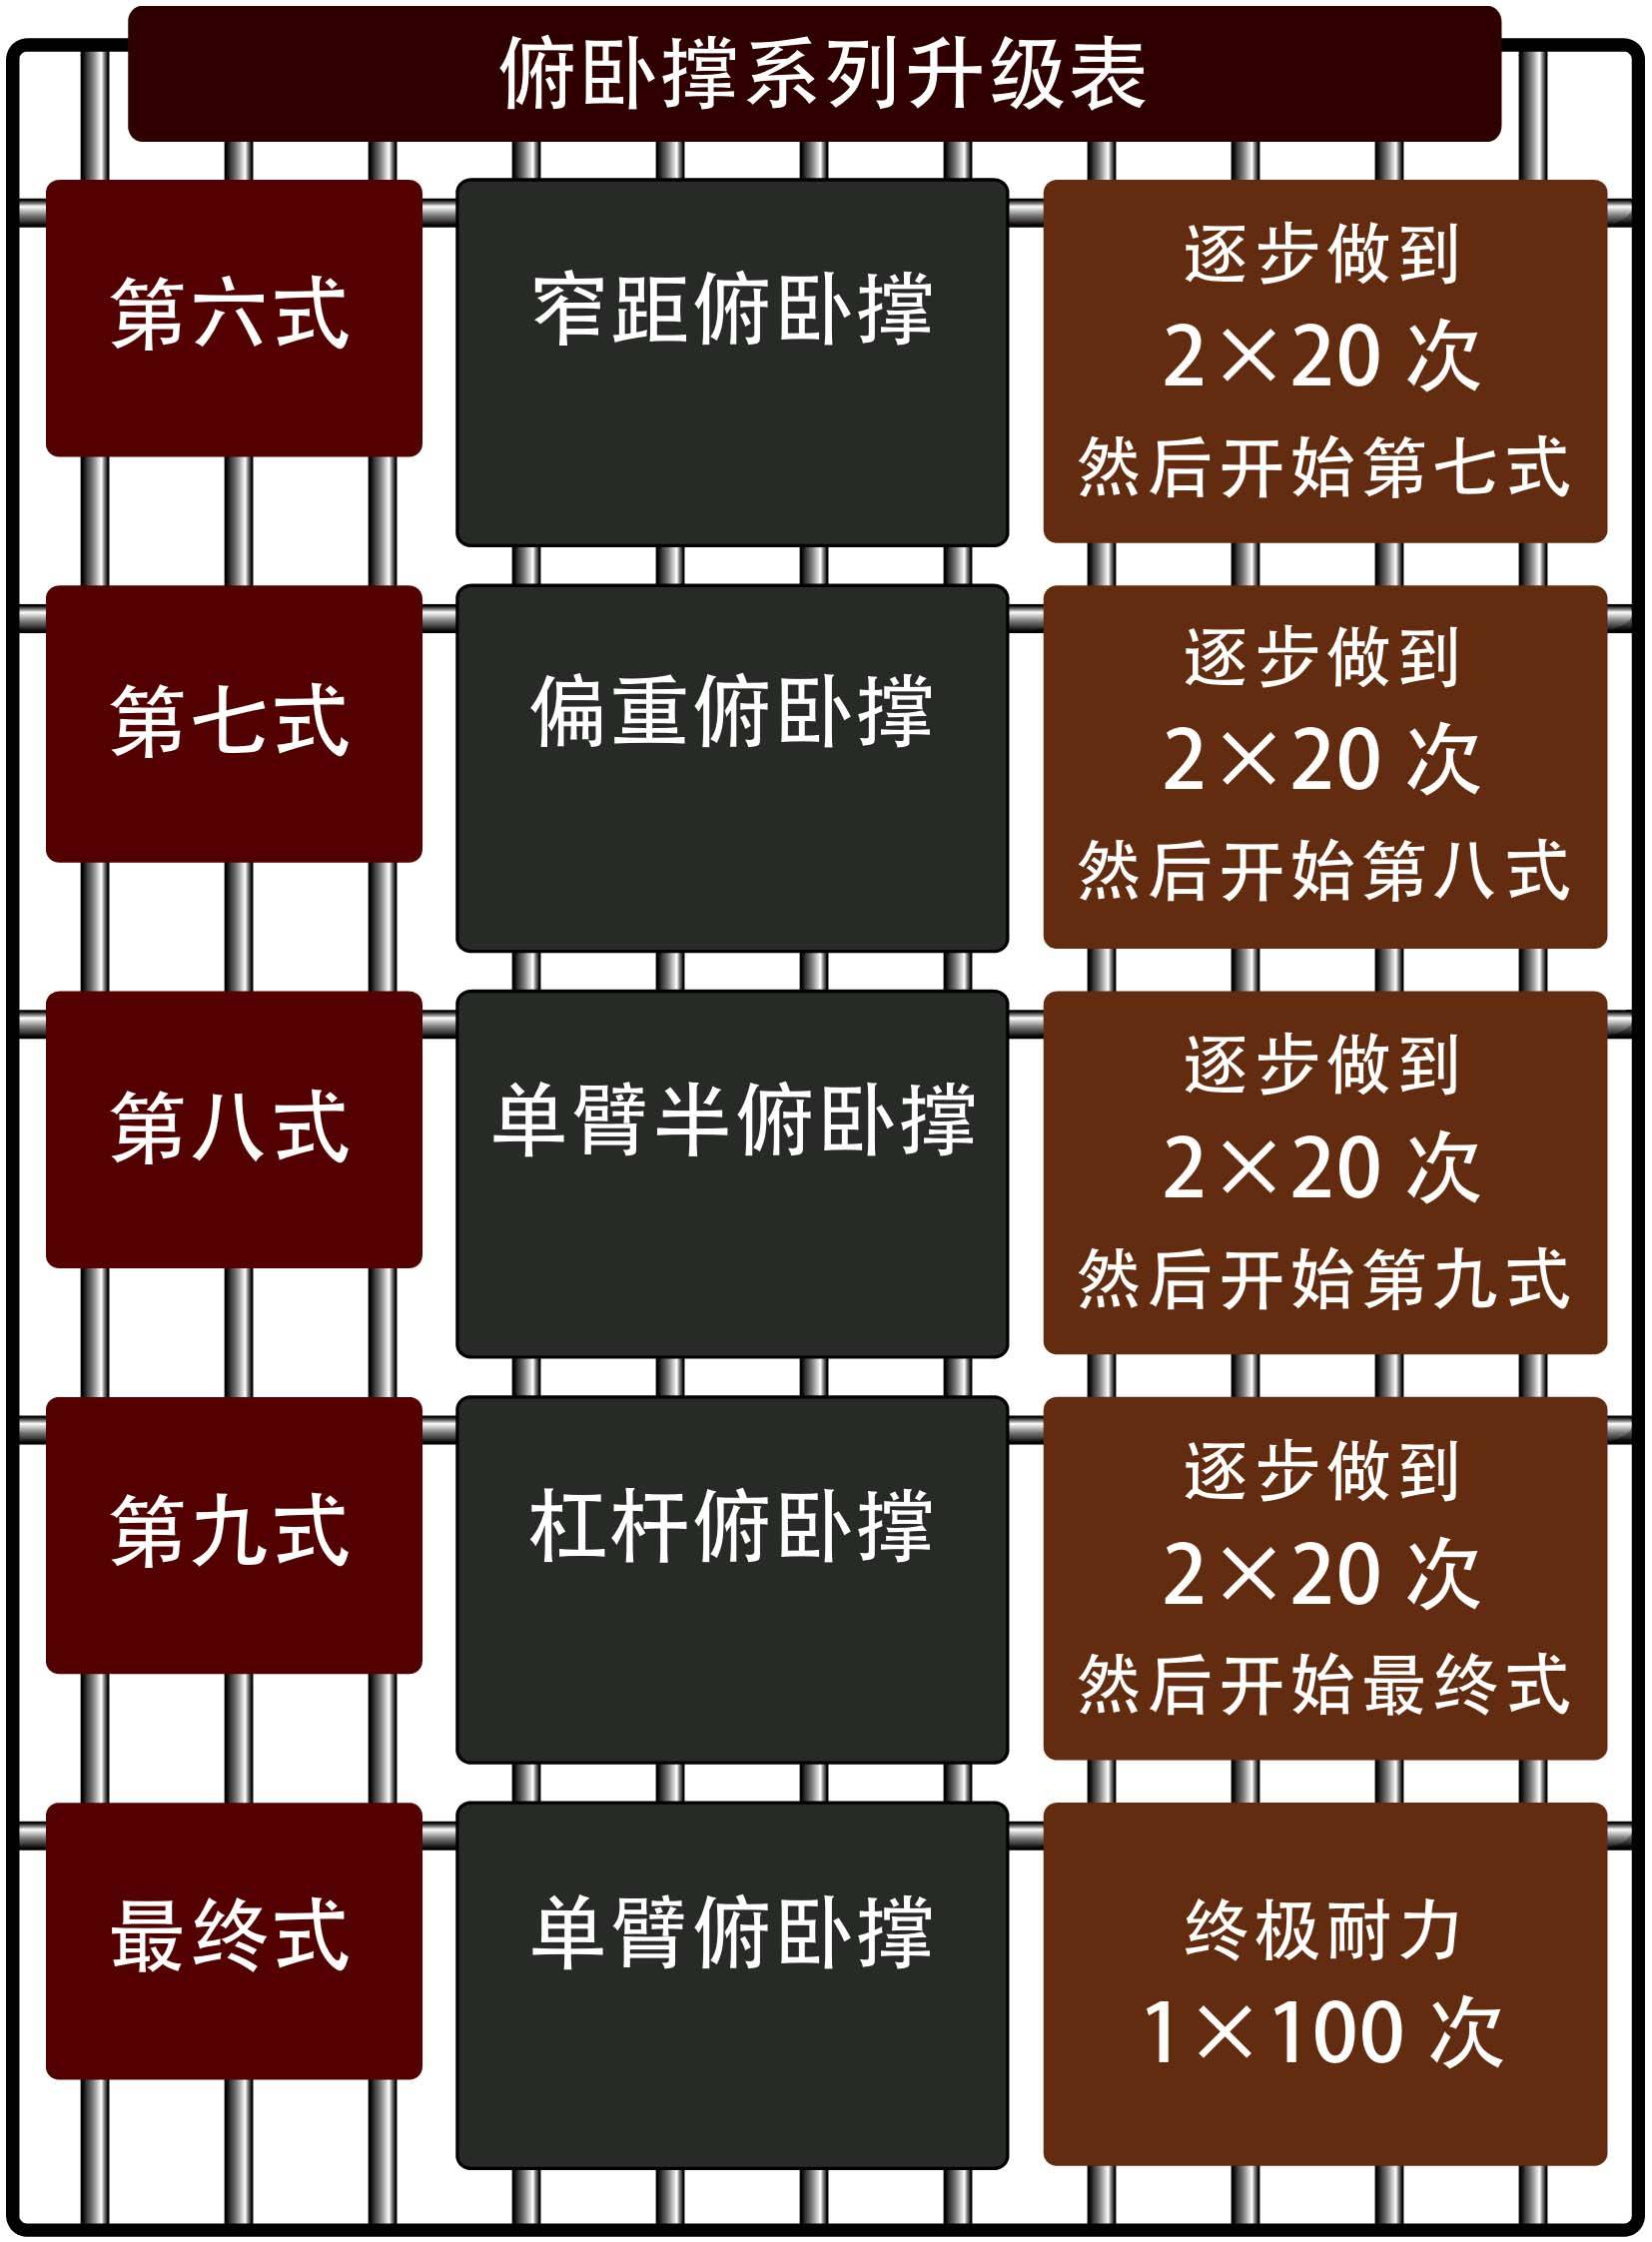 俯卧撑系列升级表
第六式
窄距俯卧撑
逐步做到
2×20 次
然后开始第七式
第七式
偏重俯卧撑
逐步做到
2×20 次
然后开始第八式
第八式
单臂半俯卧撑
逐步做到
2×20 次
然后开始第九式
第九式
杠杆俯卧撑
逐步做到
2×20 次
然后开始最终式
最终式
单臂俯卧撑
终极耐力
1×100 次